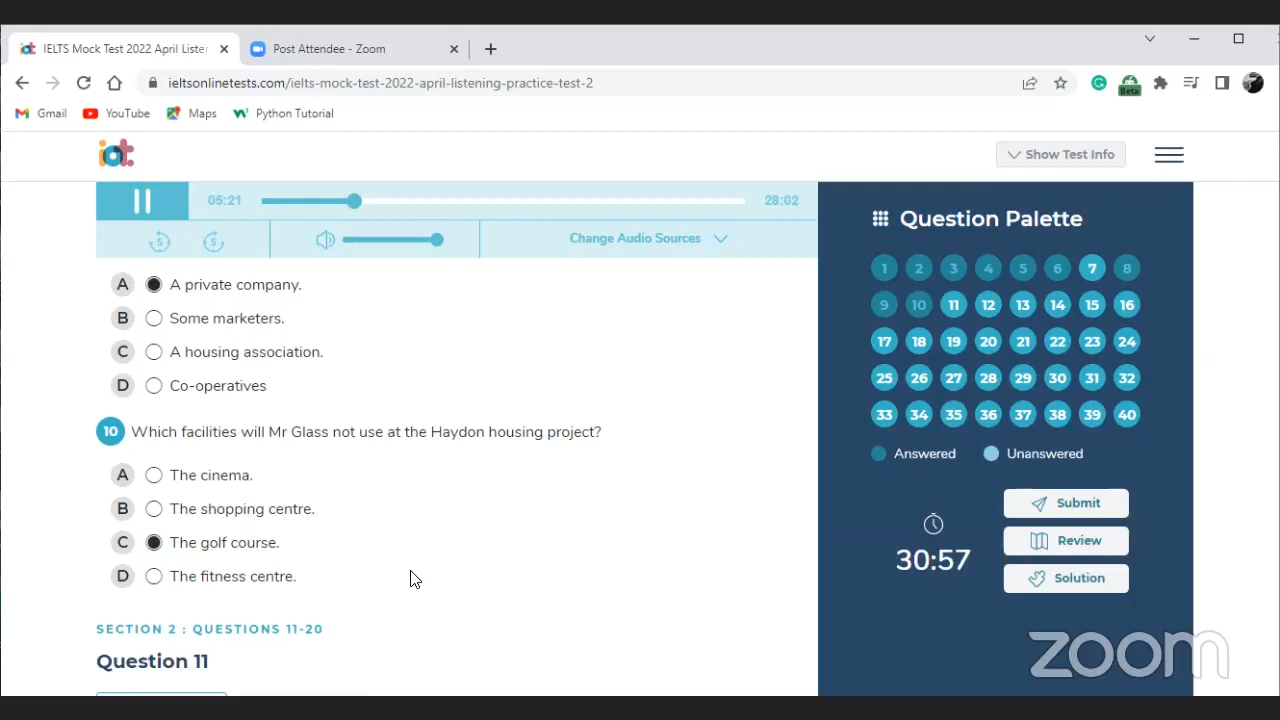 IELTS Mock Test 2022 April Lister
Post Attendee - Zoom
ieltsonlinetests.com/ielts-mock-test-2022-april-listening-practice-test-2
Beta
Gmail
YouTube
Maps
Python Tutorial
iot.
Show Test Info
05:21
28:02
5
5
Change Audio Sources
A A private company.
B Some marketers.
C A housing association.
D Co-operatives
10 Which facilities will Mr Glass not use at the Haydon housing project?
A The cinema.
B The shopping centre.
C The golf course.
D The fitness centre.
SECTION 2 : QUESTIONS 11-20
Question 11
Question Palette
1 2 3 4 5 6 7 8
9 10 11 12 13 14 15 16
17 18 19 20 21 22 23 24
25 26 27 28 29 30 31 32
33 34 35 36 37 38 39 40
Answered
Unanswered
30:57
Submit
Review
Solution
zoom